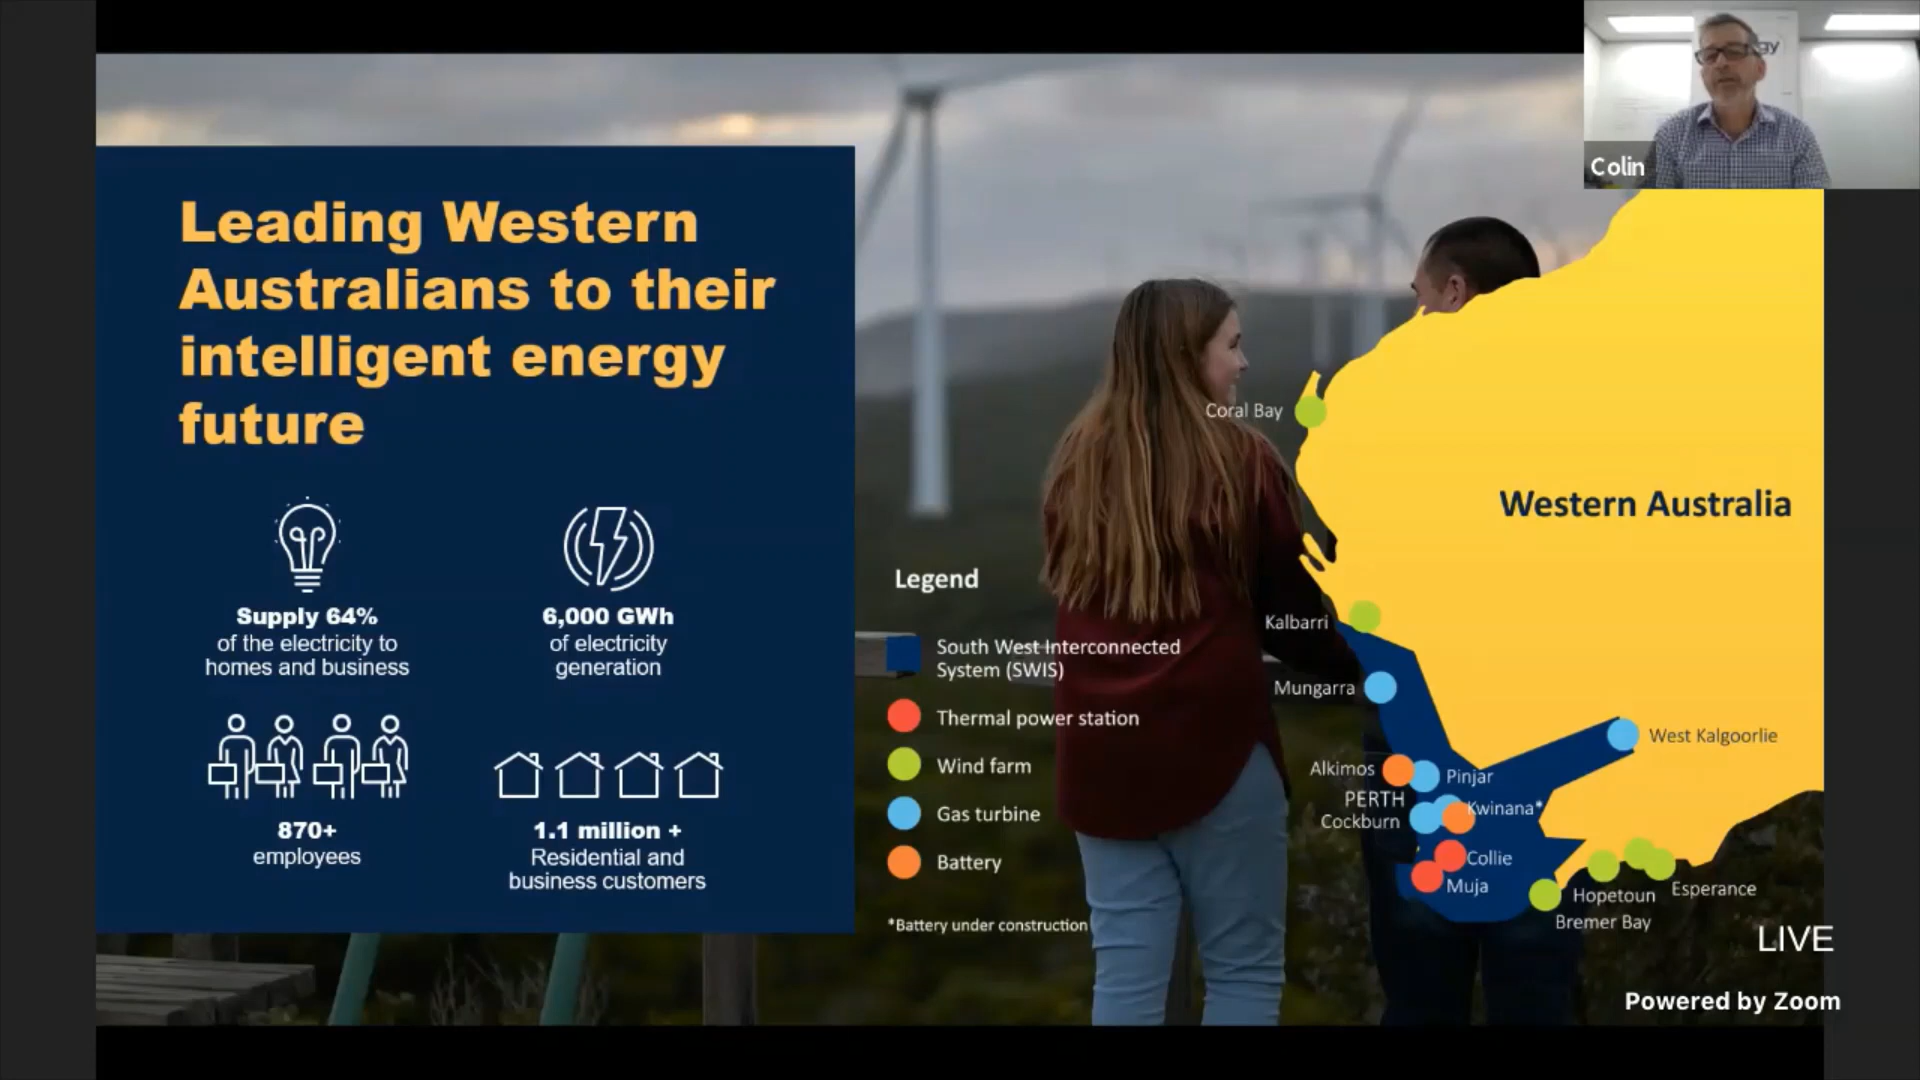 gy
Colin
Leading Western
Australians to their
intelligent energy
future
Supply 64%
of the electricity to
homes and business
6,000 GWh
of electricity
generation
870+
employees
1.1 million +
Residential and
business customers
Legend
South West Interconnected
System (SWIS)
Thermal power station
Wind farm
Gas turbine
Battery
*Battery under construction
Coral Bay
Western Australia
Kalbarri
Mungarra
West Kalgoorlie
Alkimos
Pinjar
PERTH
Kwinana*
Cockburn
Collie
Muja
Esperance
Hopetoun
Bremer Bay
LIVE
Powered by Zoom